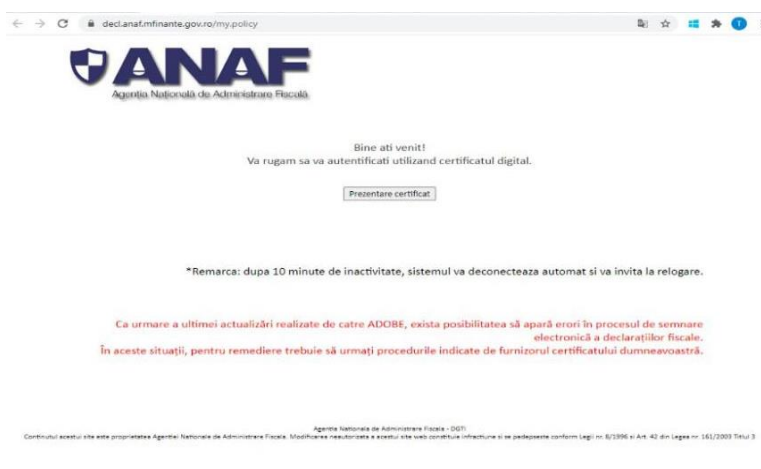 decl.anaf.mfinante.gov.ro/my.policy
T
ANAF
Agenția Națională de Administrare Fiscală
Bine ati venit!
Va rugam sa va autentificati utilizand certificatul digital.
Prezentare certificat
*Remarca: dupa 10 minute de inactivitate, sistemul va deconecteaza automat si va invita la relogare.
Ca urmare a ultimei actualizări realizate de catre ADOBE, exista posibilitatea să apară erori în procesul de semnare
electronică a declarațiilor fiscale.
În aceste situații, pentru remediere trebuie să urmați procedurile indicate de furnizorul certificatului dumneavoastră.
Agentia Nationala de Administrare Fiscala - DGTI
Continutul acestui site este proprietatea Agentiei Nationale de Administrare Fiscala. Modificarea neautorizata a acestui site web constituie infractiune si se pedepseste conform Legii nr. 8/1996 si Art. 42 din Legea nr. 161/2003 Titlul 3